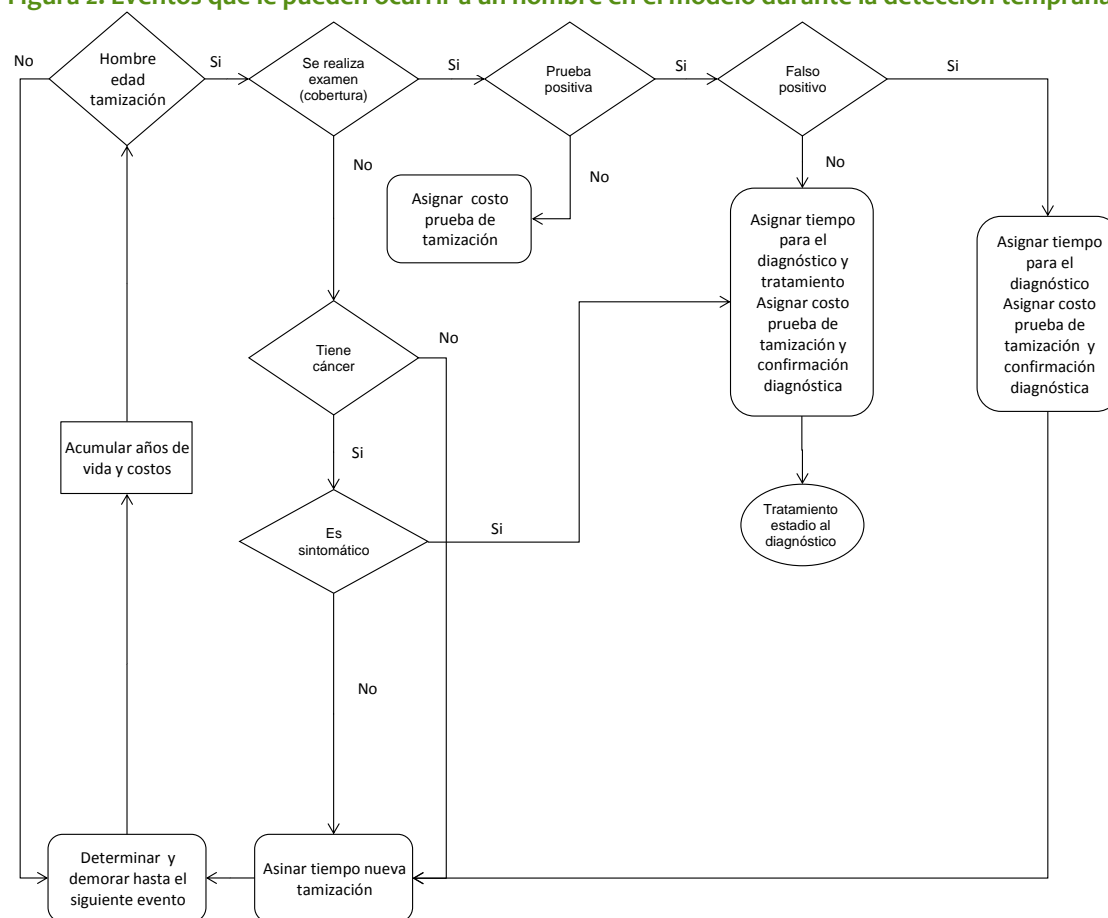 Figura 2. Eventos que le pueden ocurrir a un hombre en el modelo durante la detección temprana
No
Hombre
edad
tamización
Si
Se realiza
examen
(cobertura)
Si
Prueba
positiva
Si
Falso
positivo
Si
No
Asignar costo
prueba de
tamización
No
No
Asignar tiempo
para el
diagnóstico y
tratamiento
Asignar costo
prueba de
tamización y
confirmación
diagnóstica
Asignar tiempo
para el
diagnóstico
Asignar costo
prueba de
tamización y
confirmación
diagnóstica
Tiene
cáncer
No
Acumular años de
vida y costos
Si
Es
sintomático
Si
Tratamiento
estadio al
diagnóstico
No
Determinar y
demorar hasta el
siguiente evento
Asinar tiempo nueva
tamización